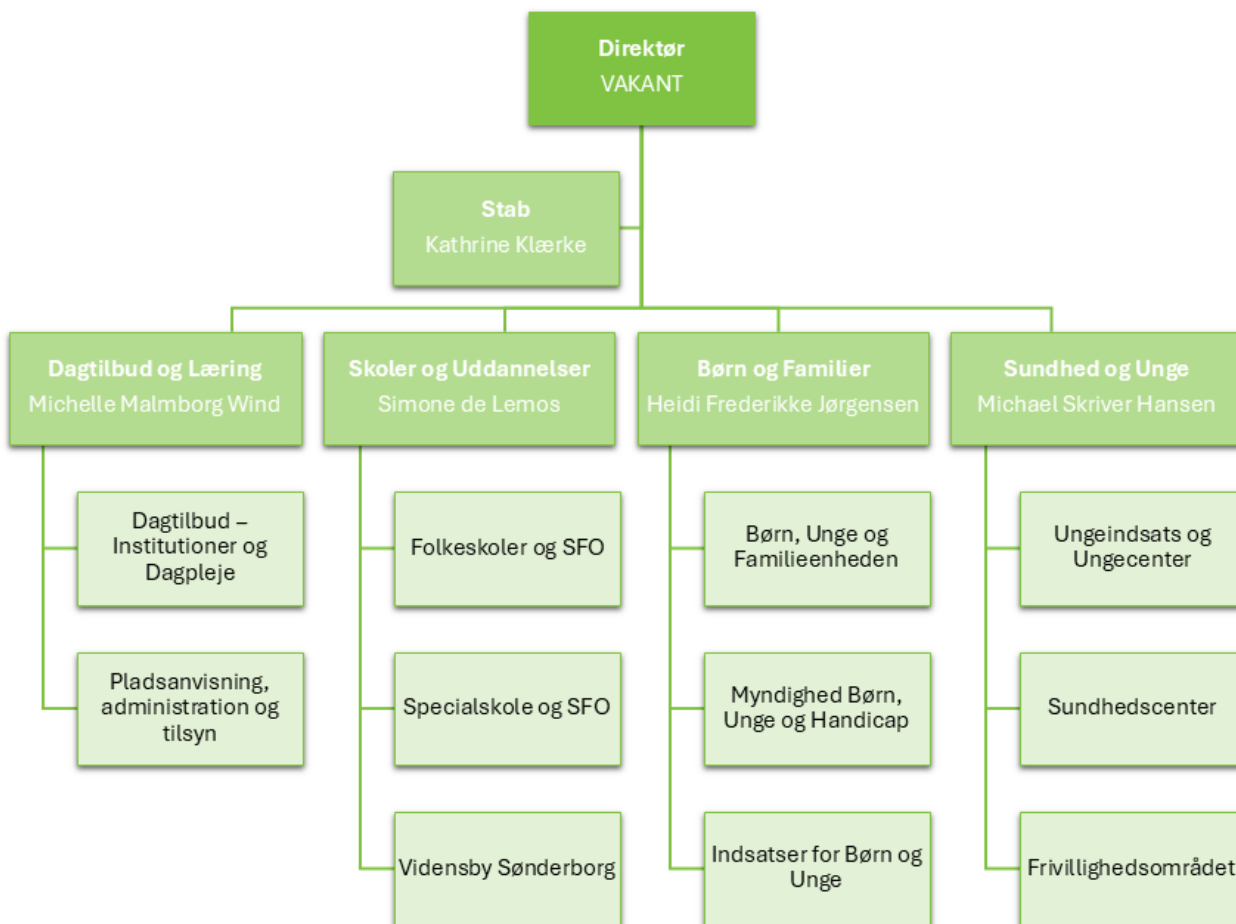 Direktør
VAKANT
Stab
Kathrine Klærke
Dagtilbud og Læring
Michelle Malmborg Wind
Skoler og Uddannelser
Simone de Lemos
Børn og Familier
Heidi Frederikke Jørgensen
Sundhed og Unge
Michael Skriver Hansen
Dagtilbud –
Institutioner og
Dagpleje
Pladsanvisning,
administration og
tilsyn
Folkeskoler og SFO
Specialskole og SFO
Vidensby Sønderborg
Børn, Unge og
Familieenheden
Myndighed Børn,
Unge og Handicap
Indsatser for Børn og
Unge
Ungeindsats og
Ungecenter
Sundhedscenter
Frivillighedsområdet